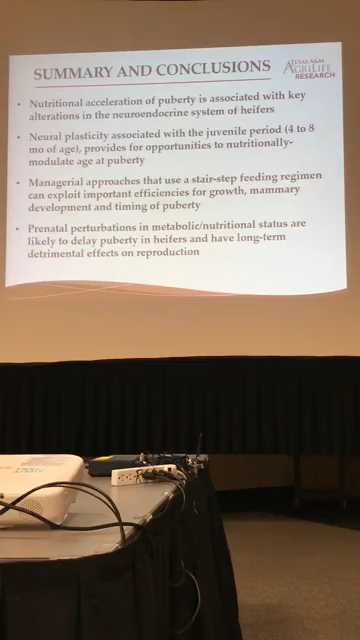 SUMMARY AND CONCLUSIONS
TEXAS A&M
AGRILIFE
RESEARCH
• Nutritional acceleration of puberty is associated with key
alterations in the neuroendocrine system of heifers
• Neural plasticity associated with the juvenile period (4 to 8
mo of age), provides for opportunities to nutritionally-
modulate age at puberty
• Managerial approaches that use a stair-step feeding regimen
can exploit important efficiencies for growth, mammary
development and timing of puberty
• Prenatal perturbations in metabolic/nutritional status are
likely to delay puberty in heifers and have long-term
detrimental effects on reproduction